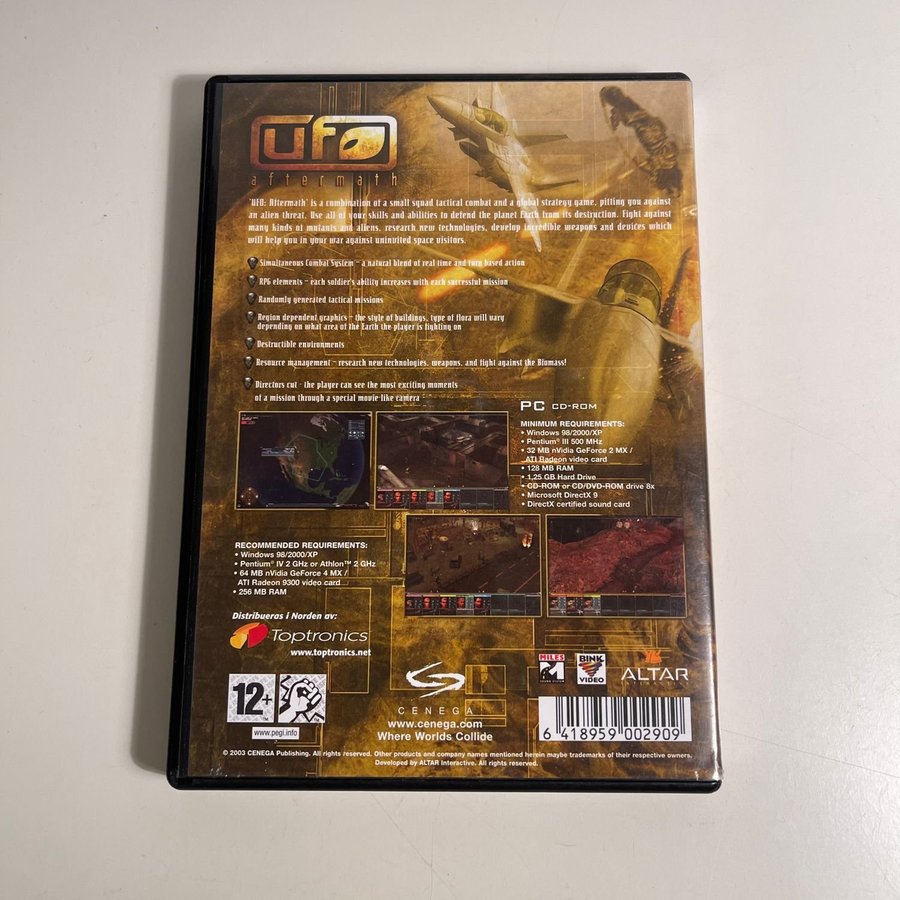 ufo
aftermath
'UFO: Aftermath' is a combination of a small squad tactical combat and a global strategy game, pitting you against
an alien threat. Use all of your skills and abilities to defend the planet Earth from its destruction. Fight against
many kinds of mutants and aliens, research new technologies, develop incredible weapons and devices which
will help you in your war against uninvited space visitors.
Simultaneous Combat System – a natural blend of real time and turn based action
RPG elements – each soldier's ability increases with each successful mission
Randomly generated tactical missions
Region dependent graphics – the style of buildings, type of flora will vary
depending on what area of the Earth the player is fighting on
Destructible environments
Resource management – research new technologies, weapons, and fight against the Biomass!
Directors cut - the player can see the most exciting moments
of a mission through a special movie-like camera
PC CD-ROM
MINIMUM REQUIREMENTS:
• Windows 98/2000/XP
• Pentium® III 500 MHz
• 32 MB nVidia GeForce 2 MX /
ATI Radeon video card
• 128 MB RAM
• 1,25 GB Hard Drive
• CD-ROM or CD/DVD-ROM drive 8x
• Microsoft DirectX 9
• DirectX certified sound card
RECOMMENDED REQUIREMENTS:
• Windows 98/2000/XP
• Pentium® IV 2 GHz or Athlon™ 2 GHz
• 64 MB nVidia GeForce 4 MX /
ATI Radeon 9300 video card
• 256 MB RAM
Distribueras i Norden av:
Toptronics
www.toptronics.net
12+
www.pegi.info
CENEGA
www.cenega.com
Where Worlds Collide
MILES
SOUND SYSTEM
BINK
VIDEO
ALTAR
INTERACTIVE
6 418959 002909
© 2003 CENEGA Publishing. All rights reserved. Other products and company names mentioned herein maybe trademarks of their respective owners.
Developed by ALTAR Interactive. All rights reserved.